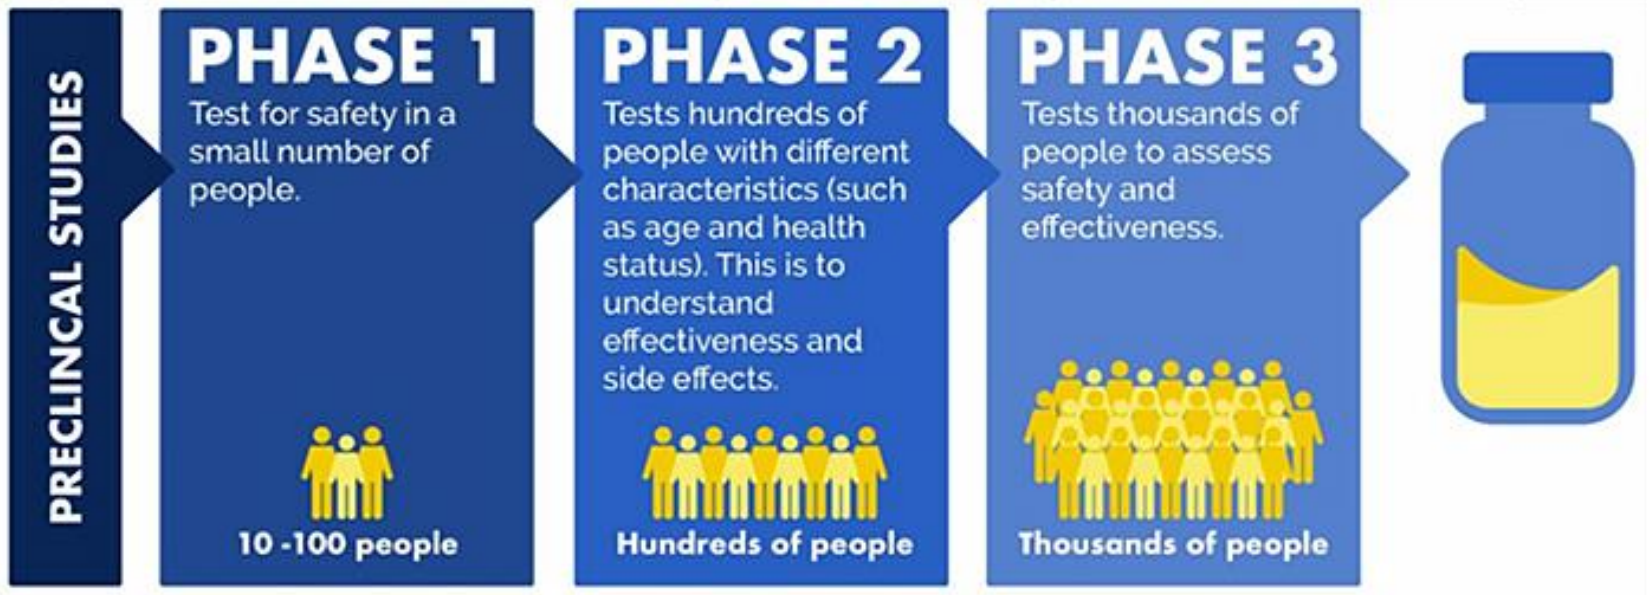 PRECLINCAL STUDIES
PHASE 1
Test for safety in a
small number of
people.
10 -100 people
PHASE 2
Tests hundreds of
people with different
characteristics (such
as age and health
status). This is to
understand
effectiveness and
side effects.
Hundreds of people
PHASE 3
Tests thousands of
people to assess
safety and
effectiveness.
Thousands of people